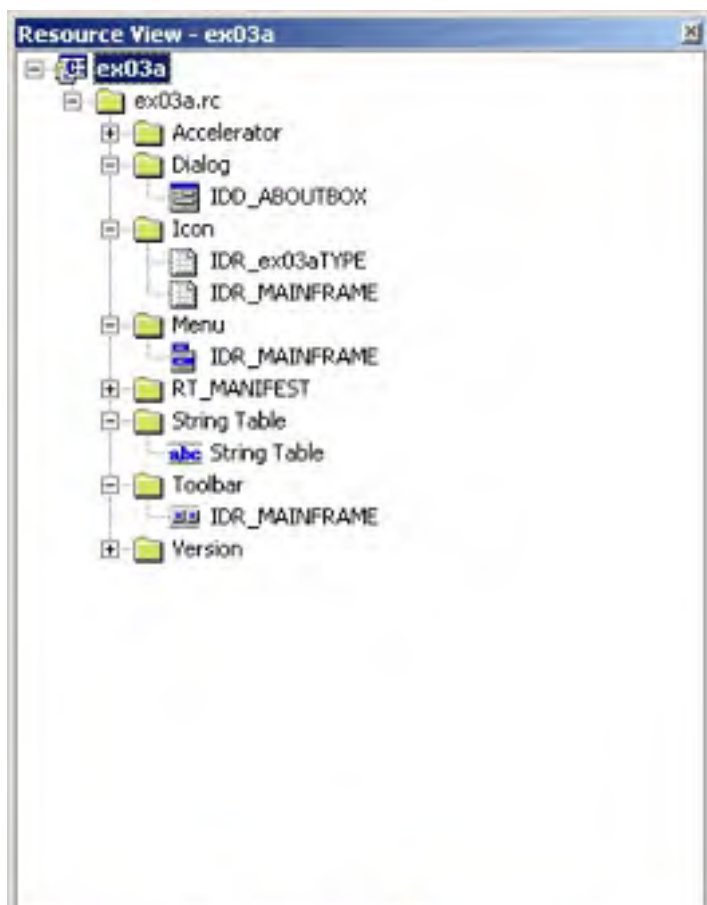 Resource View - ex03a
ex03a
ex03a.rc
Accelerator
Dialog
IDD_ABOUTBOX
Icon
IDR_ex03aTYPE
IDR_MAINFRAME
Menu
IDR_MAINFRAME
RT_MANIFEST
String Table
abc String Table
Toolbar
IDR_MAINFRAME
Version